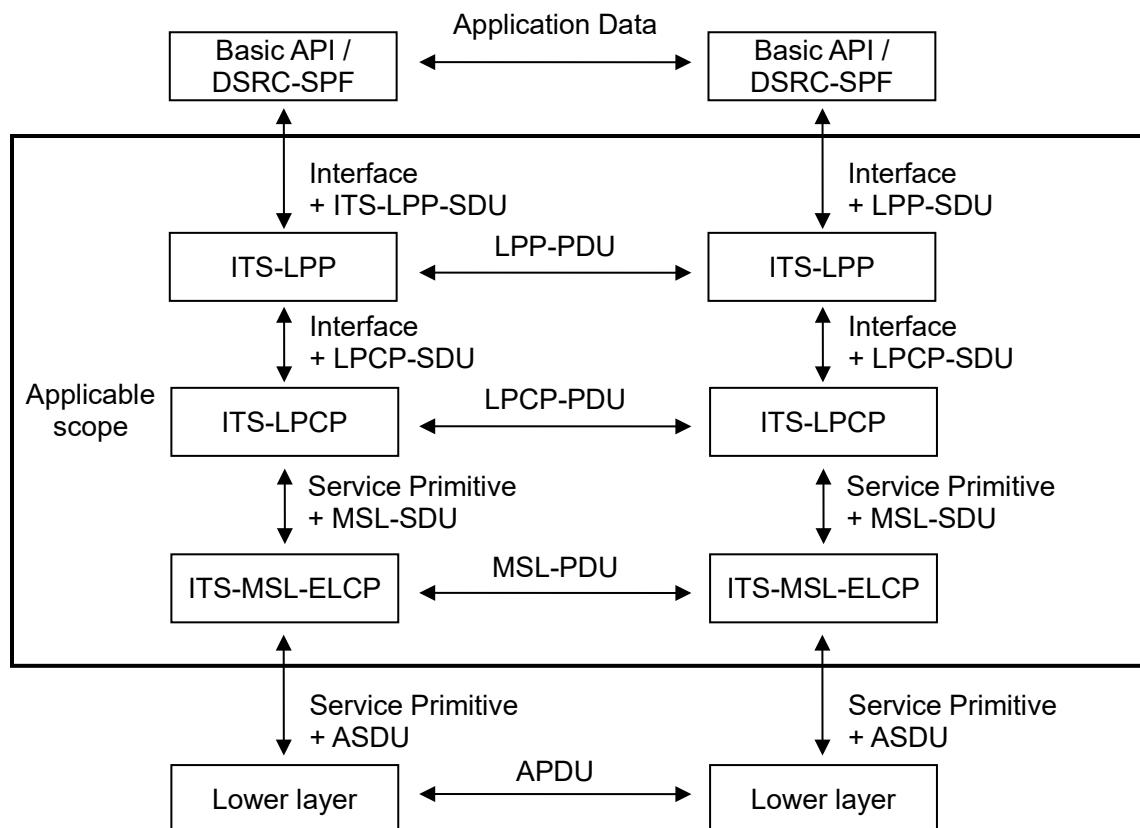 Application Data
Basic API /
DSRC-SPF
Basic API /
DSRC-SPF
Interface
+ ITS-LPP-SDU
Interface
+ LPP-SDU
ITS-LPP
LPP-PDU
ITS-LPP
Interface
+ LPCP-SDU
Interface
+ LPCP-SDU
Applicable
scope
ITS-LPCP
LPCP-PDU
ITS-LPCP
Service Primitive
+ MSL-SDU
Service Primitive
+ MSL-SDU
ITS-MSL-ELCP
MSL-PDU
ITS-MSL-ELCP
Service Primitive
+ ASDU
Service Primitive
+ ASDU
Lower layer
APDU
Lower layer